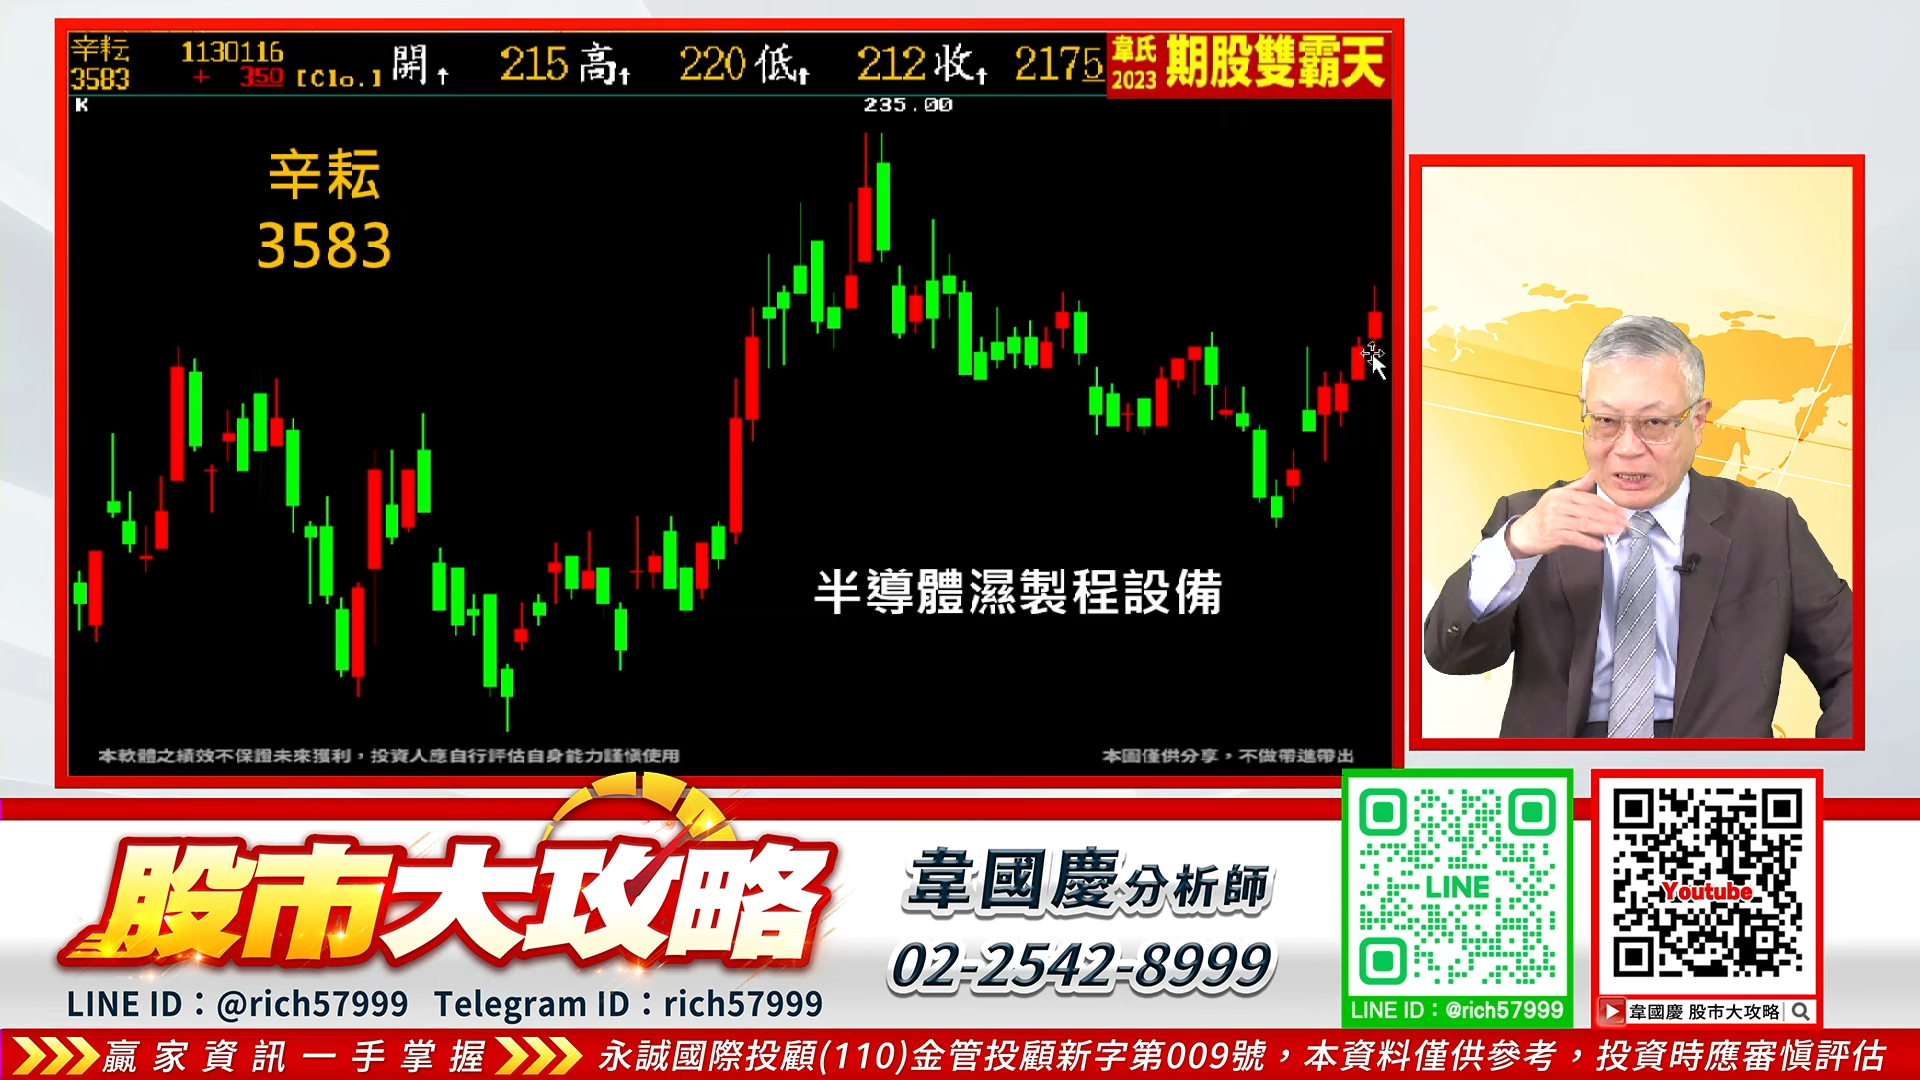 辛耘 1130116 開↑ 215 高↑ 220 低↑ 212 收↑ 2175
3583 + 350 [Clo.]
韋氏 2023 期股雙霸天
K 235.00
辛耘
3583
半導體濕製程設備
本軟體之績效不保證未來獲利，投資人應自行評估自身能力謹慎使用
本圖僅供分享，不做帶進帶出
股市大攻略
LINE ID：@rich57999 Telegram ID：rich57999
韋國慶分析師
02-2542-8999
LINE
LINE ID：@rich57999
Youtube
韋國慶 股市大攻略
贏家資訊一手掌握
永誠國際投顧(110)金管投顧新字第009號，本資料僅供參考，投資時應審慎評估